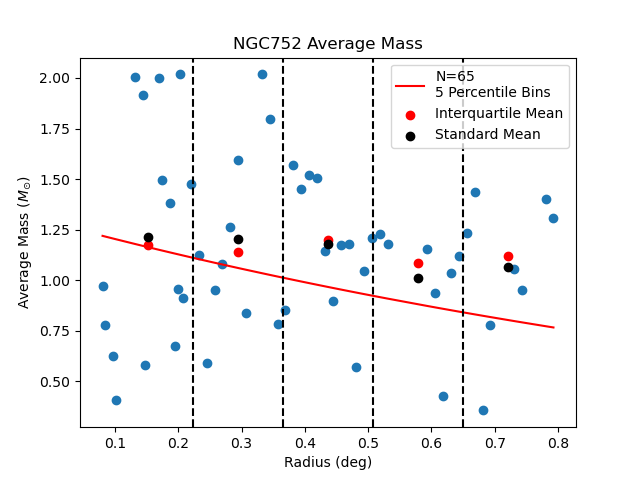 NGC752 Average Mass
N=65
5 Percentile Bins
Interquartile Mean
Standard Mean
Average Mass (M⊙)
2.00
1.75
1.50
1.25
1.00
0.75
0.50
0.1 0.2 0.3 0.4 0.5 0.6 0.7 0.8
Radius (deg)